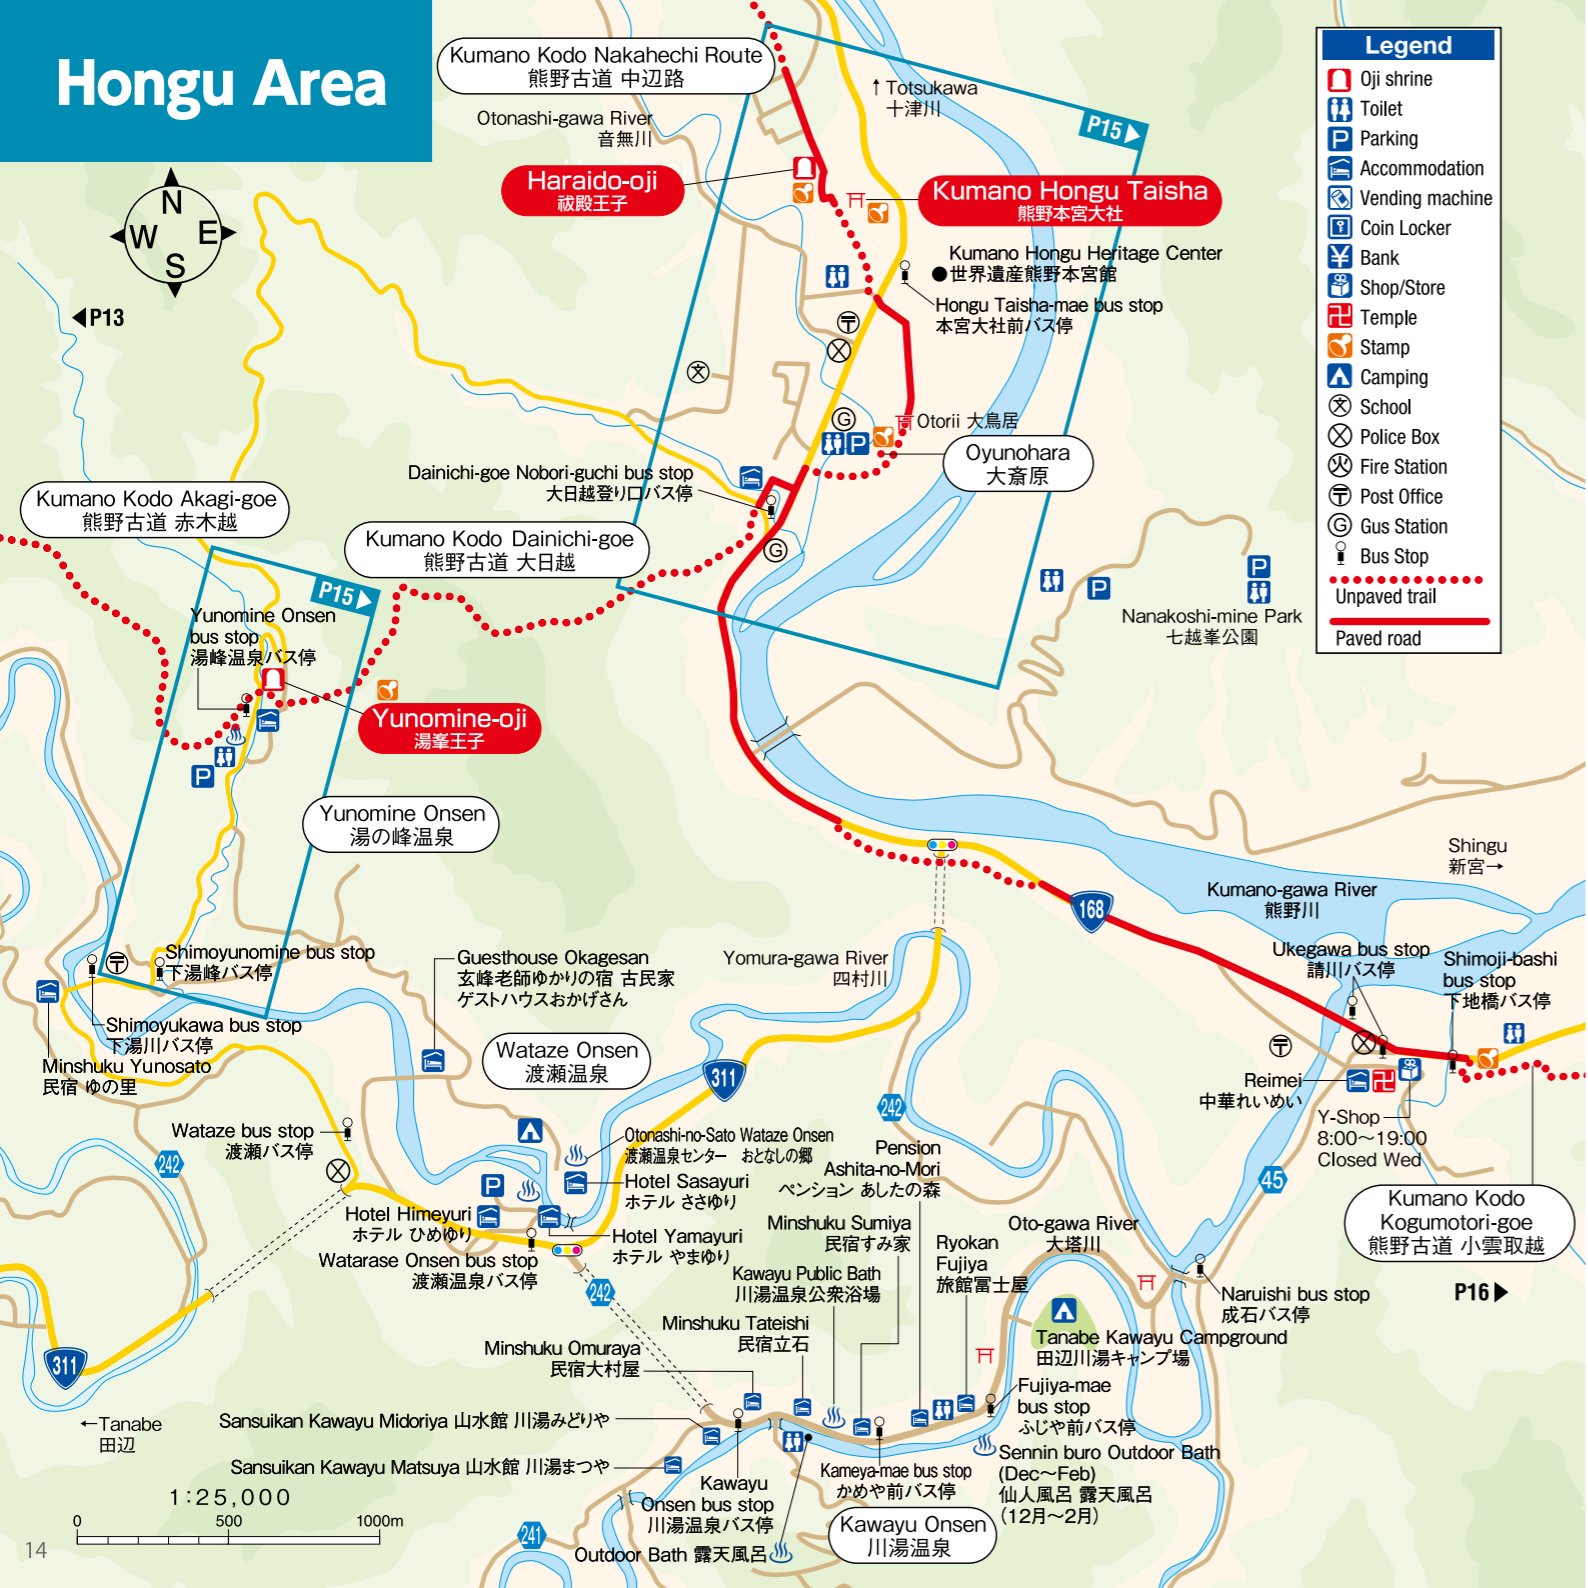 Hongu Area
Kumano Kodo Nakahechi Route
熊野古道 中辺路
↑Totsukawa
十津川
Otonashi-gawa River
音無川
P15▶
Haraido-oji
祓殿王子
Kumano Hongu Taisha
熊野本宮大社
Kumano Hongu Heritage Center
●世界遺産熊野本宮館
Hongu Taisha-mae bus stop
本宮大社前バス停
N
W E
S
◀P13
〒
文
G
P
Otorii 大鳥居
Oyunohara
大斎原
Dainichi-goe Nobori-guchi bus stop
大日越登り口バス停
G
Kumano Kodo Akagi-goe
熊野古道 赤木越
Kumano Kodo Dainichi-goe
熊野古道 大日越
P15▶
Yunomine Onsen
bus stop
湯峰温泉バス停
Yunomine-oji
湯峯王子
P
Yunomine Onsen
湯の峰温泉
P
P
Nanakoshi-mine Park
七越峯公園
Legend
Oji shrine
Toilet
P Parking
Accommodation
Vending machine
Coin Locker
¥ Bank
Shop/Store
卍 Temple
Stamp
Camping
文 School
Police Box
火 Fire Station
〒 Post Office
G Gus Station
Bus Stop
Unpaved trail
Paved road
Shingu
新宮→
Kumano-gawa River
熊野川
168
Ukegawa bus stop
請川バス停
Shimoji-bashi
bus stop
下地橋バス停
〒
Reimei
中華れいめい
卍
Y-Shop
8:00〜19:00
Closed Wed
45
Kumano Kodo
Kogumotori-goe
熊野古道 小雲取越
P16▶
〒
Shimoyunomine bus stop
下湯峰バス停
Shimoyukawa bus stop
下湯川バス停
Minshuku Yunosato
民宿 ゆの里
Guesthouse Okagesan
玄峰老師ゆかりの宿 古民家
ゲストハウスおかげさん
Yomura-gawa River
四村川
Wataze Onsen
渡瀬温泉
311
242
Wataze bus stop
渡瀬バス停
242
Otonashi-no-Sato Wataze Onsen
渡瀬温泉センター おとなしの郷
P
Hotel Sasayuri
ホテル ささゆり
Hotel Himeyuri
ホテル ひめゆり
Hotel Yamayuri
ホテル やまゆり
Watarase Onsen bus stop
渡瀬温泉バス停
242
Pension
Ashita-no-Mori
ペンション あしたの森
Minshuku Sumiya
民宿すみ家
Ryokan
Fujiya
旅館冨士屋
Oto-gawa River
大塔川
Kawayu Public Bath
川湯温泉公衆浴場
Minshuku Tateishi
民宿立石
Minshuku Omuraya
民宿大村屋
Naruishi bus stop
成石バス停
Tanabe Kawayu Campground
田辺川湯キャンプ場
Fujiya-mae
bus stop
ふじや前バス停
Sennin buro Outdoor Bath
(Dec〜Feb)
仙人風呂 露天風呂
(12月〜2月)
311
←Tanabe
田辺
Sansuikan Kawayu Midoriya 山水館 川湯みどりや
Sansuikan Kawayu Matsuya 山水館 川湯まつや
Kawayu
Onsen bus stop
川湯温泉バス停
Kameya-mae bus stop
かめや前バス停
Kawayu Onsen
川湯温泉
Outdoor Bath 露天風呂
241
1:25,000
0 500 1000m
14